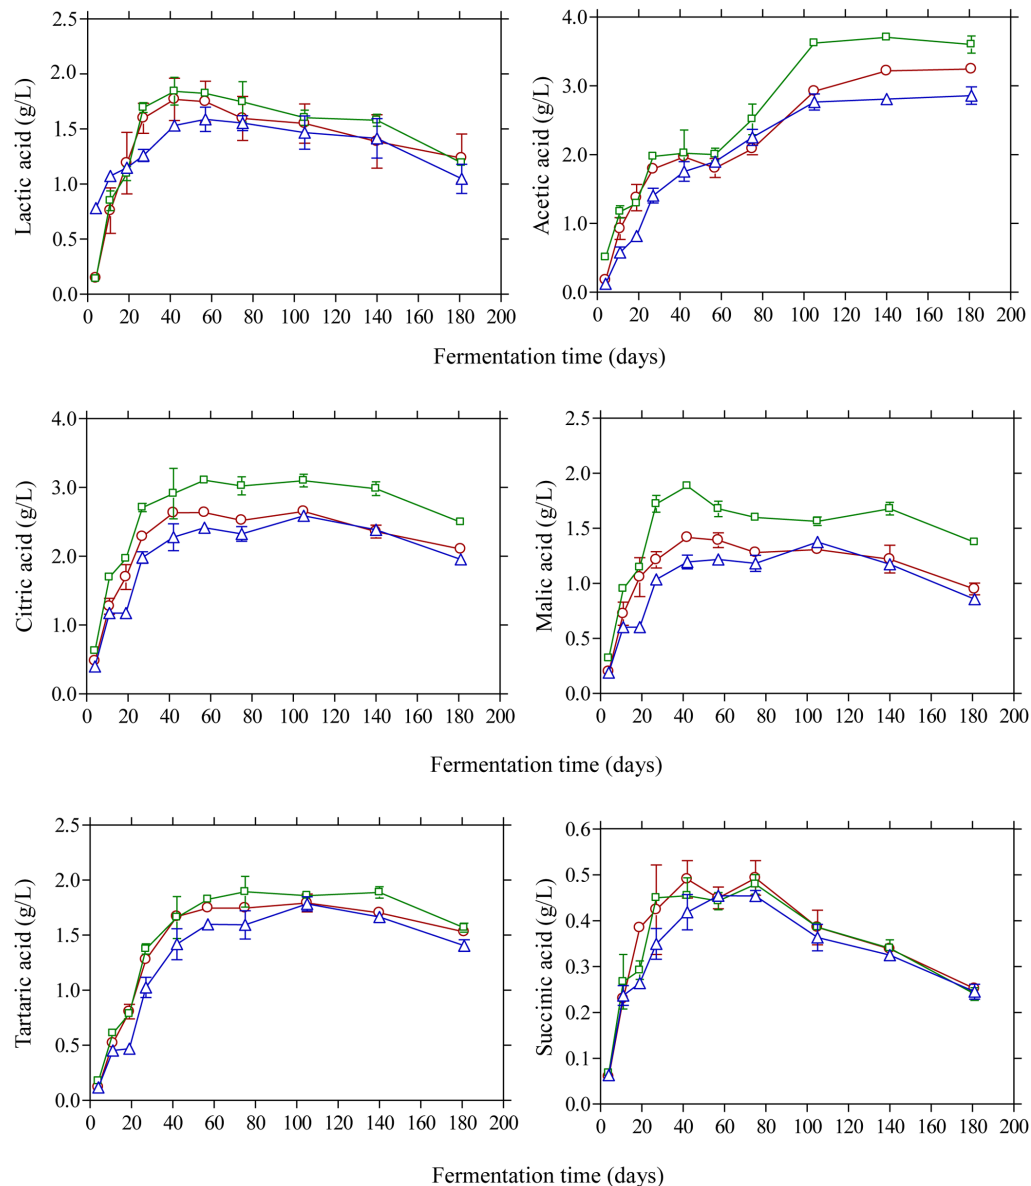 2.5
2.0
1.5
1.0
0.5
0.0
Lactic acid (g/L)
0 20 40 60 80 100 120 140 160 180 200
4.0
3.0
2.0
1.0
0.0
Acetic acid (g/L)
0 20 40 60 80 100 120 140 160 180 200
Fermentation time (days)
4.0
3.0
2.0
1.0
0.0
Citric acid (g/L)
0 20 40 60 80 100 120 140 160 180 200
2.5
2.0
1.5
1.0
0.5
0.0
Malic acid (g/L)
0 20 40 60 80 100 120 140 160 180 200
Fermentation time (days)
2.5
2.0
1.5
1.0
0.5
0.0
Tartaric acid (g/L)
0 20 40 60 80 100 120 140 160 180 200
0.6
0.5
0.4
0.3
0.2
0.1
0.0
Succinic acid (g/L)
0 20 40 60 80 100 120 140 160 180 200
Fermentation time (days)